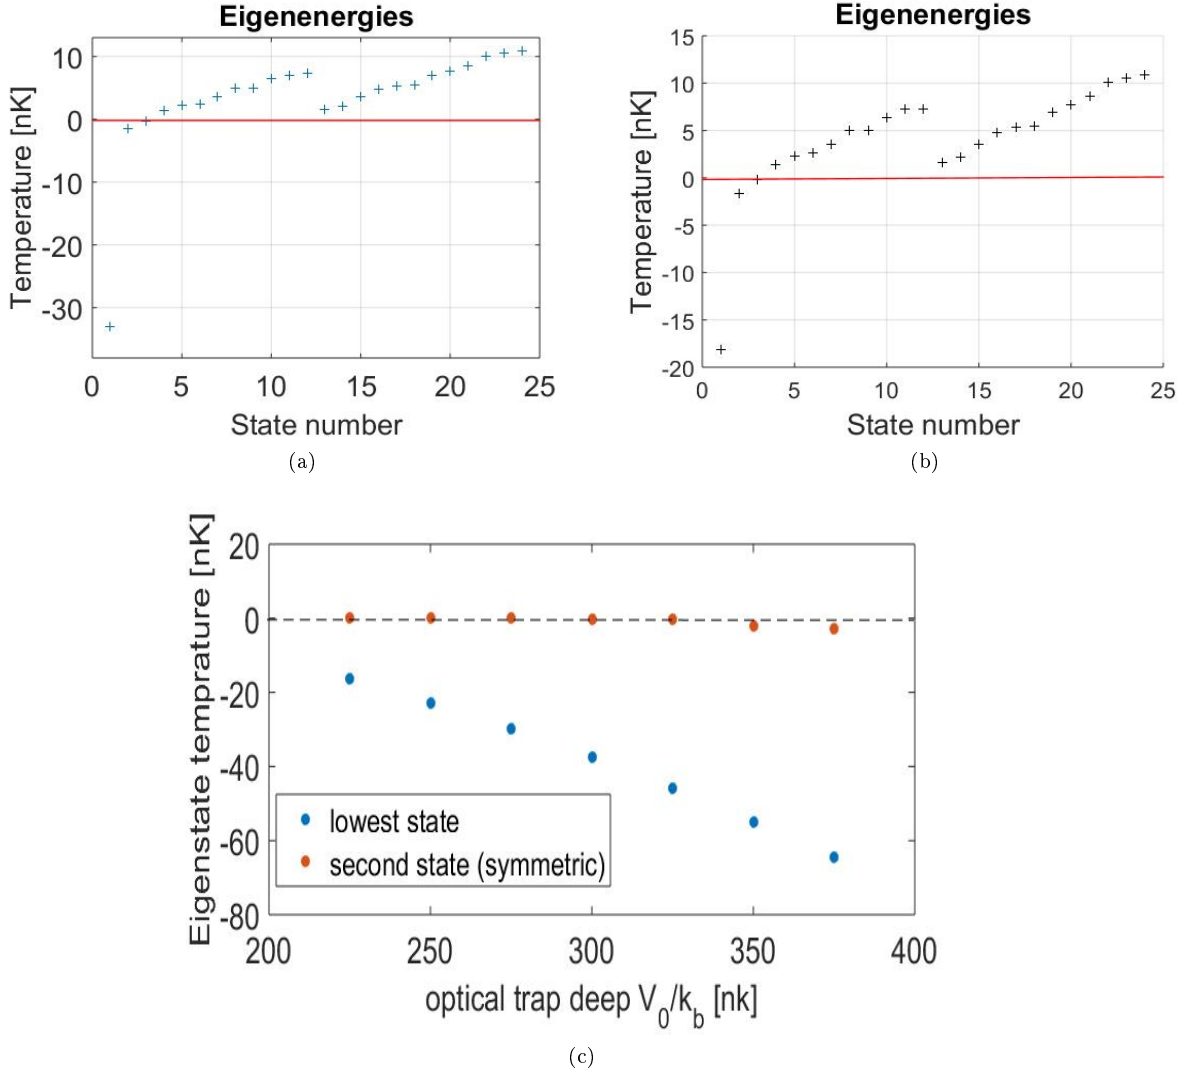 Eigenenergies
Temperature [nK]
10
0
-10
-20
-30
0 5 10 15 20 25
State number
(a)
Eigenenergies
Temperature [nK]
15
10
5
0
-5
-10
-15
-20
0 5 10 15 20 25
State number
(b)
Eigenstate temprature [nK]
20
0
-20
-40
-60
-80
lowest state
second state (symmetric)
200 250 300 350 400
optical trap deep V0/kb [nk]
(c)